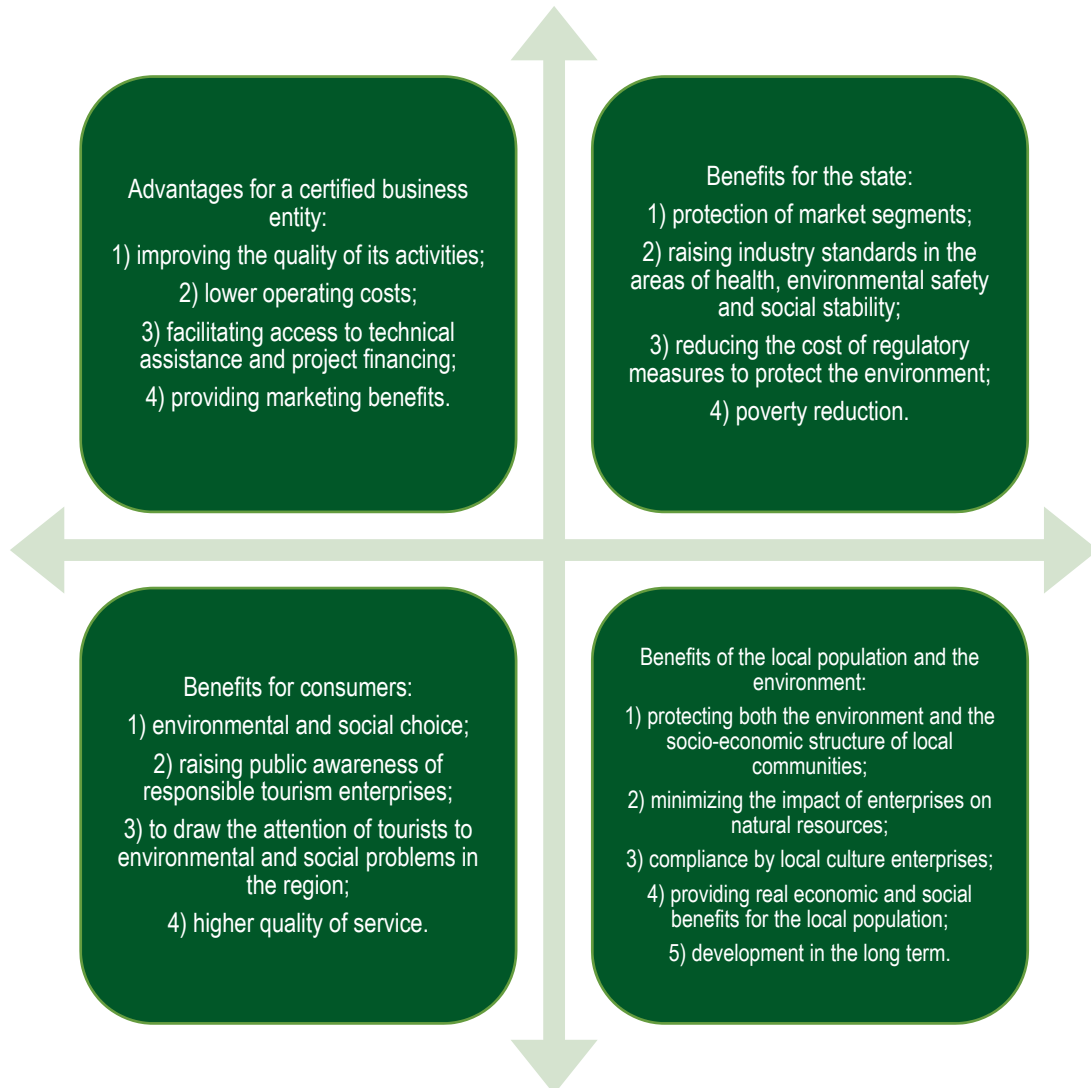 Advantages for a certified business
entity:
1) improving the quality of its activities;
2) lower operating costs;
3) facilitating access to technical
assistance and project financing;
4) providing marketing benefits.
Benefits for the state:
1) protection of market segments;
2) raising industry standards in the
areas of health, environmental safety
and social stability;
3) reducing the cost of regulatory
measures to protect the environment;
4) poverty reduction.
Benefits for consumers:
1) environmental and social choice;
2) raising public awareness of
responsible tourism enterprises;
3) to draw the attention of tourists to
environmental and social problems in
the region;
4) higher quality of service.
Benefits of the local population and the
environment:
1) protecting both the environment and the
socio-economic structure of local
communities;
2) minimizing the impact of enterprises on
natural resources;
3) compliance by local culture enterprises;
4) providing real economic and social
benefits for the local population;
5) development in the long term.